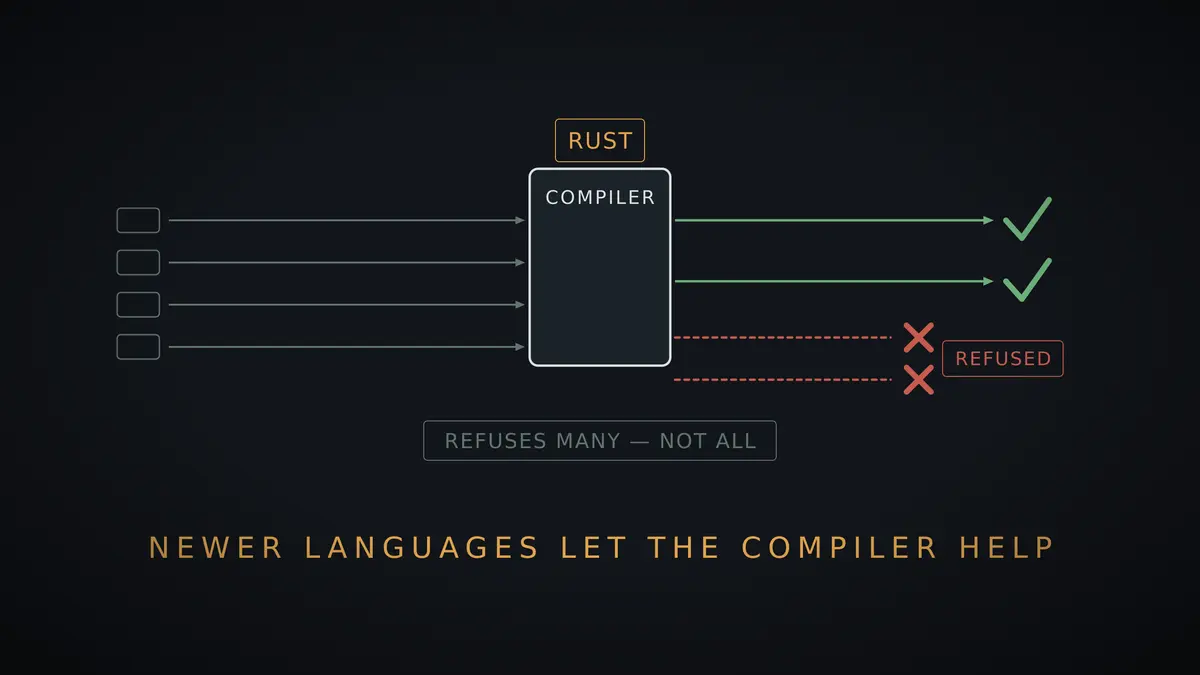 RUST
COMPILER
REFUSED
REFUSES MANY — NOT ALL
NEWER LANGUAGES LET THE COMPILER HELP